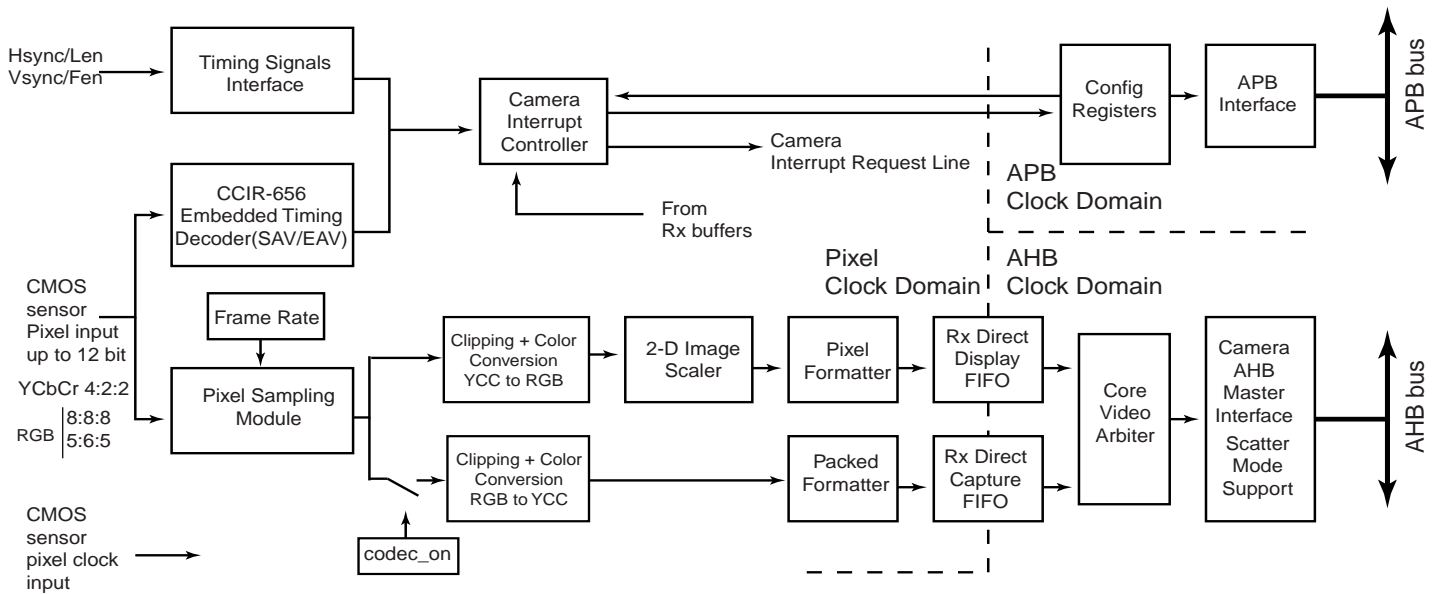 Hsync/Len
Vsync/Fen
Timing Signals
Interface
Camera
Interrupt
Controller
Camera
Interrupt Request Line
Config
Registers
APB
Interface
APB bus
APB
Clock Domain
CCIR-656
Embedded Timing
Decoder(SAV/EAV)
From
Rx buffers
Pixel
Clock Domain
AHB
Clock Domain
CMOS
sensor
Pixel input
up to 12 bit
YCbCr 4:2:2
RGB
8:8:8
5:6:5
Frame Rate
Pixel Sampling
Module
Clipping + Color
Conversion
YCC to RGB
2-D Image
Scaler
Pixel
Formatter
Rx Direct
Display
FIFO
Core
Video
Arbiter
Camera
AHB
Master
Interface
Scatter
Mode
Support
AHB bus
Clipping + Color
Conversion
RGB to YCC
Packed
Formatter
Rx Direct
Capture
FIFO
codec_on
CMOS
sensor
pixel clock
input